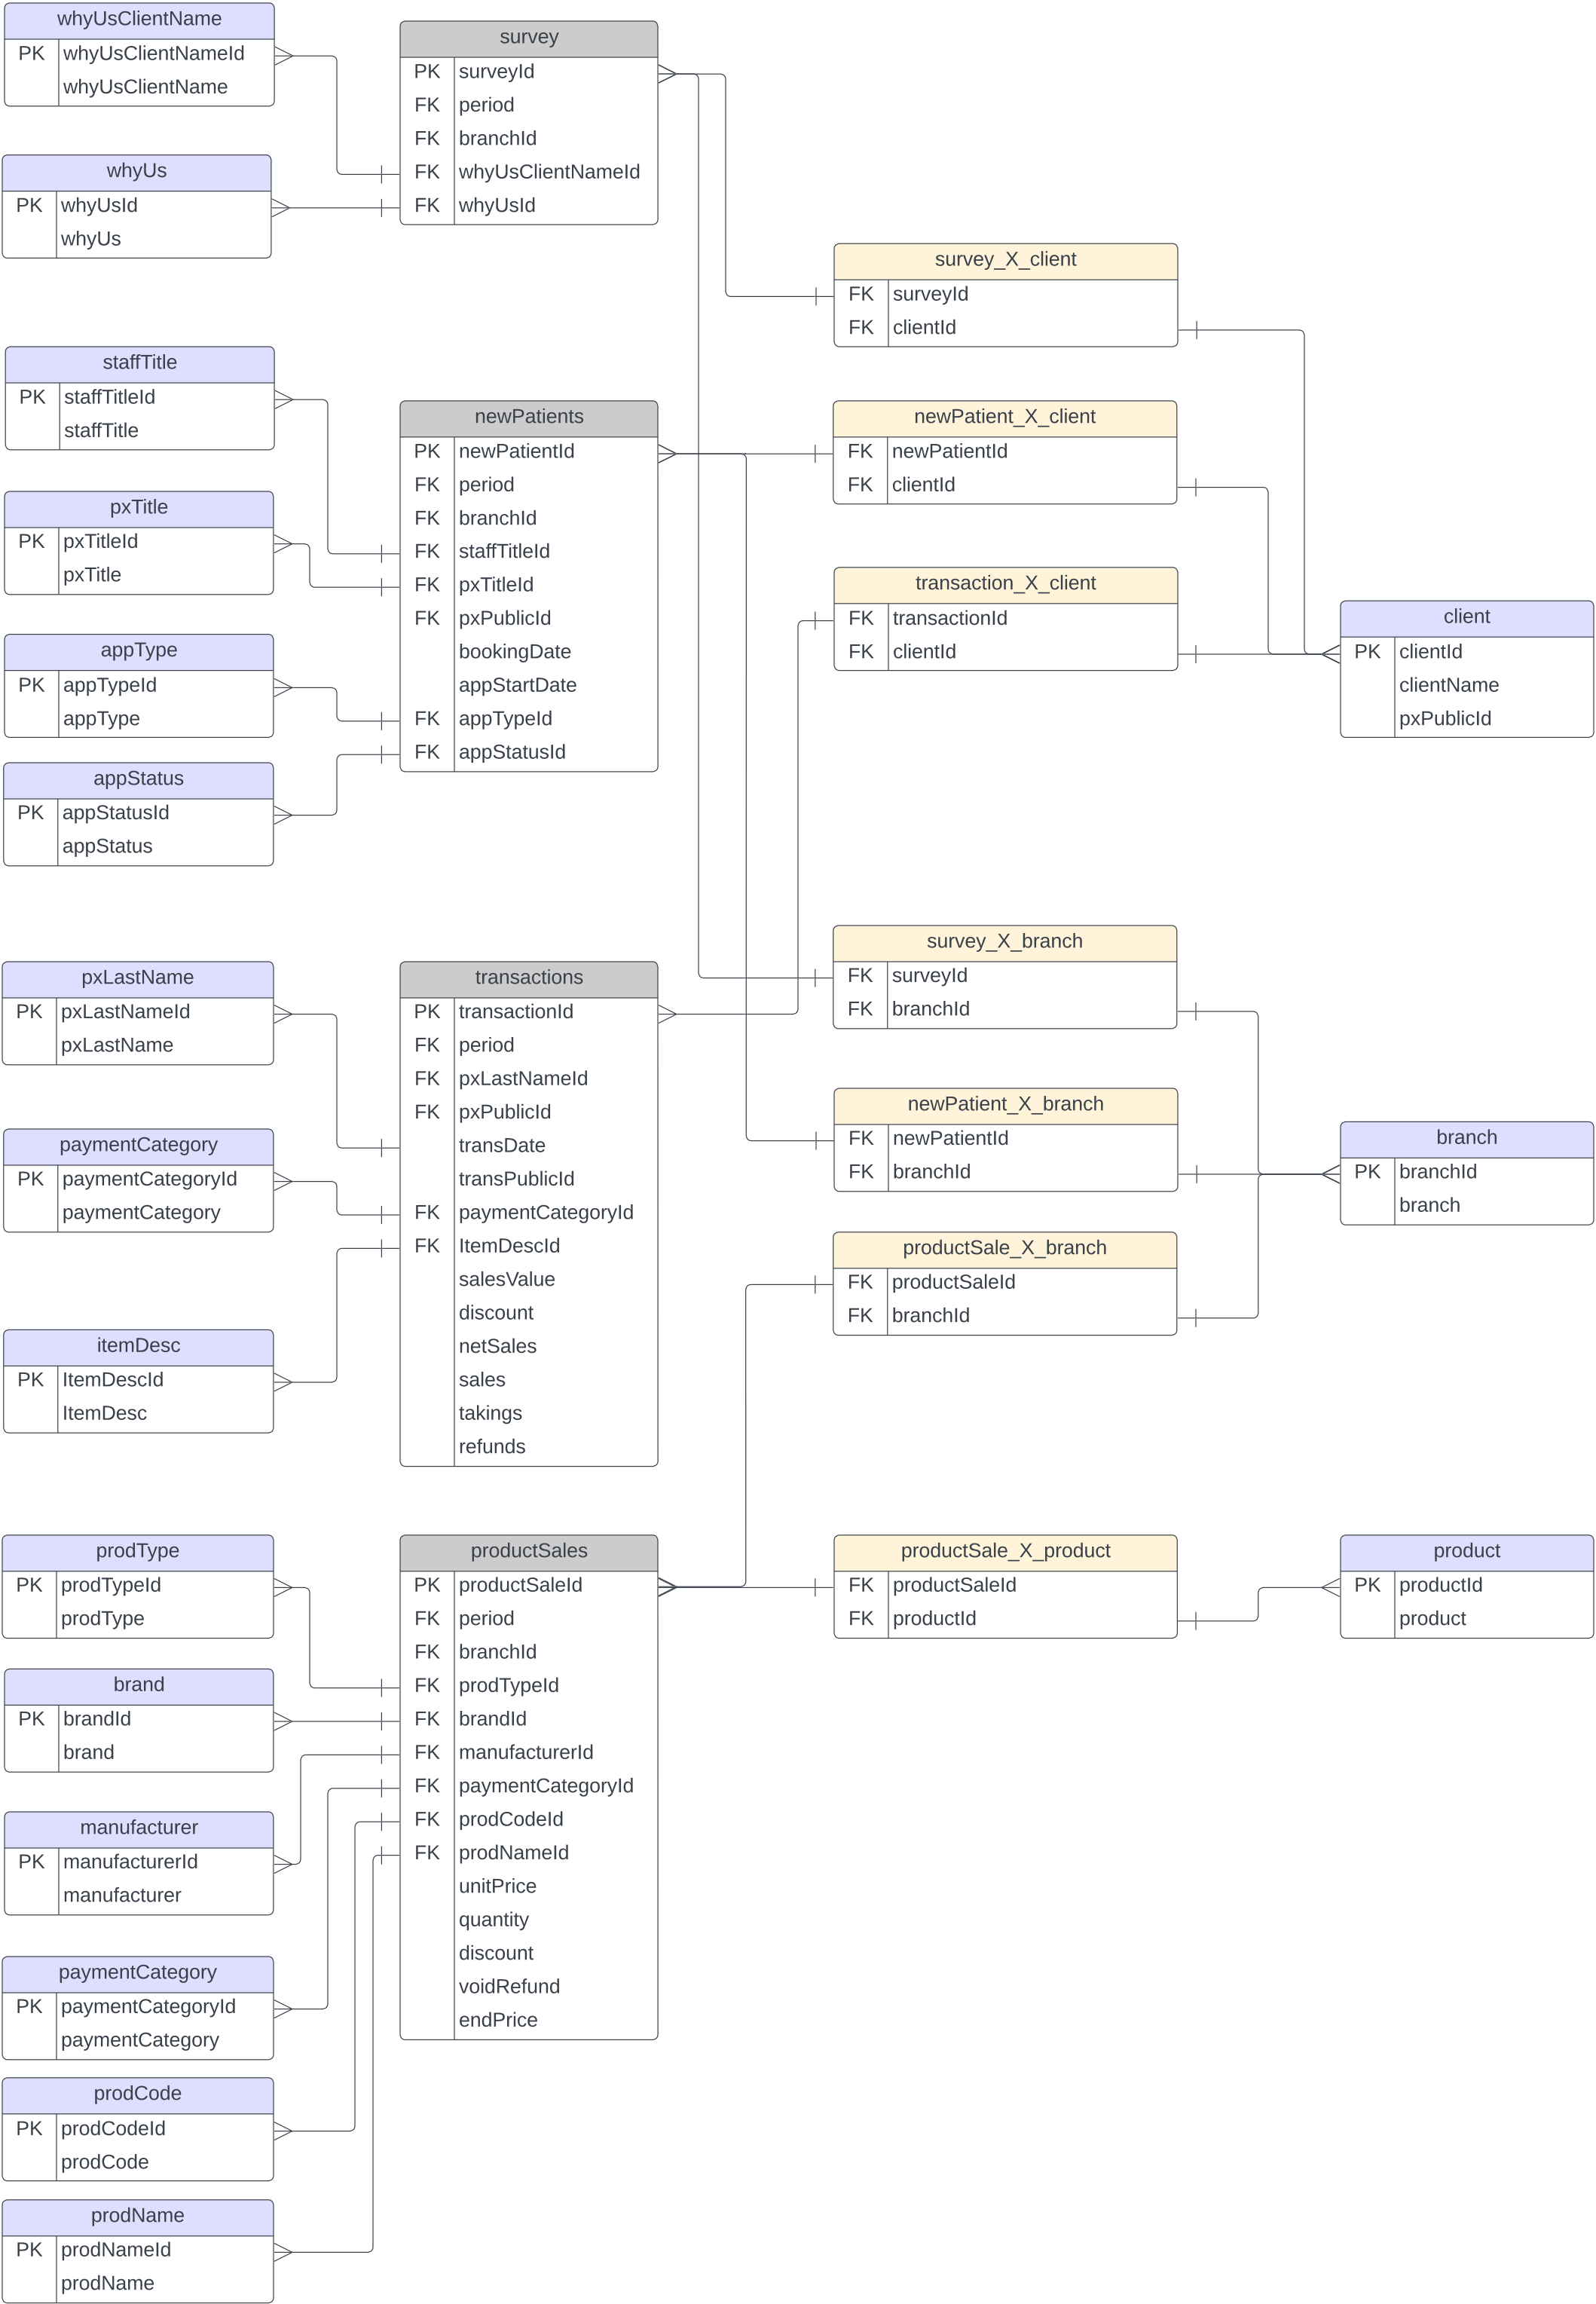 whyUsClientName
PK whyUsClientNameId
whyUsClientName
whyUs
PK whyUsId
whyUs
staffTitle
PK staffTitleId
staffTitle
pxTitle
PK pxTitleId
pxTitle
appType
PK appTypeId
appType
appStatus
PK appStatusId
appStatus
pxLastName
PK pxLastNameId
pxLastName
paymentCategory
PK paymentCategoryId
paymentCategory
itemDesc
PK ItemDescId
ItemDesc
prodType
PK prodTypeId
prodType
brand
PK brandId
brand
manufacturer
PK manufacturerId
manufacturer
paymentCategory
PK paymentCategoryId
paymentCategory
prodCode
PK prodCodeId
prodCode
prodName
PK prodNameId
prodName
survey
PK surveyId
FK period
FK branchId
FK whyUsClientNameId
FK whyUsId
newPatients
PK newPatientId
FK period
FK branchId
FK staffTitleId
FK pxTitleId
FK pxPublicId
bookingDate
appStartDate
FK appTypeId
FK appStatusId
transactions
PK transactionId
FK period
FK pxLastNameId
FK pxPublicId
transDate
transPublicId
FK paymentCategoryId
FK ItemDescId
salesValue
discount
netSales
sales
takings
refunds
productSales
PK productSaleId
FK period
FK branchId
FK prodTypeId
FK brandId
FK manufacturerId
FK paymentCategoryId
FK prodCodeId
FK prodNameId
unitPrice
quantity
discount
voidRefund
endPrice
survey_X_client
FK surveyId
FK clientId
newPatient_X_client
FK newPatientId
FK clientId
transaction_X_client
FK transactionId
FK clientId
survey_X_branch
FK surveyId
FK branchId
newPatient_X_branch
FK newPatientId
FK branchId
productSale_X_branch
FK productSaleId
FK branchId
productSale_X_product
FK productSaleId
FK productId
client
PK clientId
clientName
pxPublicId
branch
PK branchId
branch
product
PK productId
product